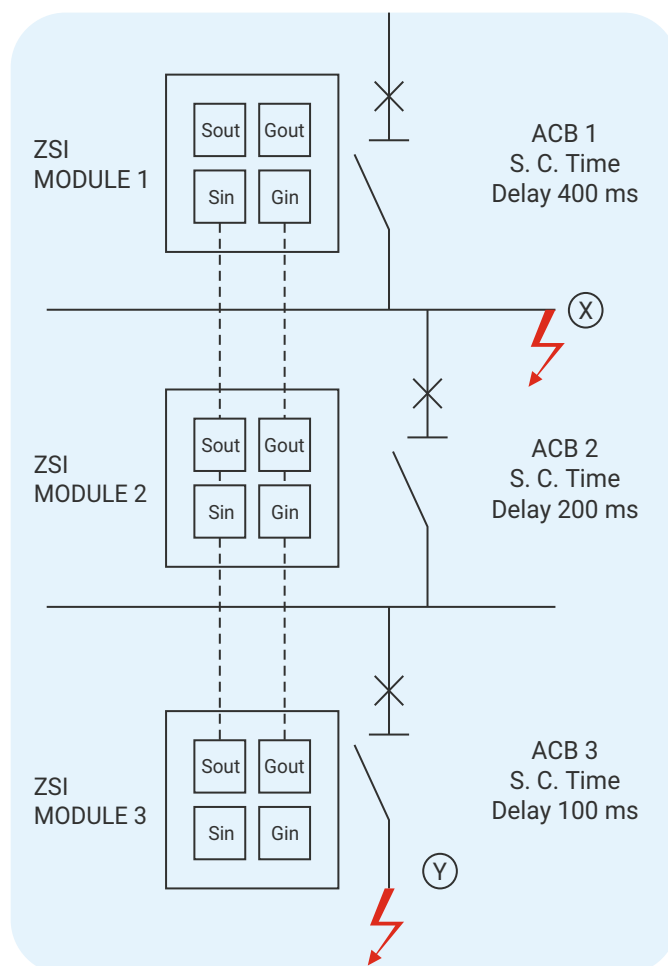 ZSI
MODULE 1
Sout
Gout
Sin
Gin
ACB 1
S. C. Time
Delay 400 ms
X
ZSI
MODULE 2
Sout
Gout
Sin
Gin
ACB 2
S. C. Time
Delay 200 ms
ZSI
MODULE 3
Sout
Gout
Sin
Gin
ACB 3
S. C. Time
Delay 100 ms
Y